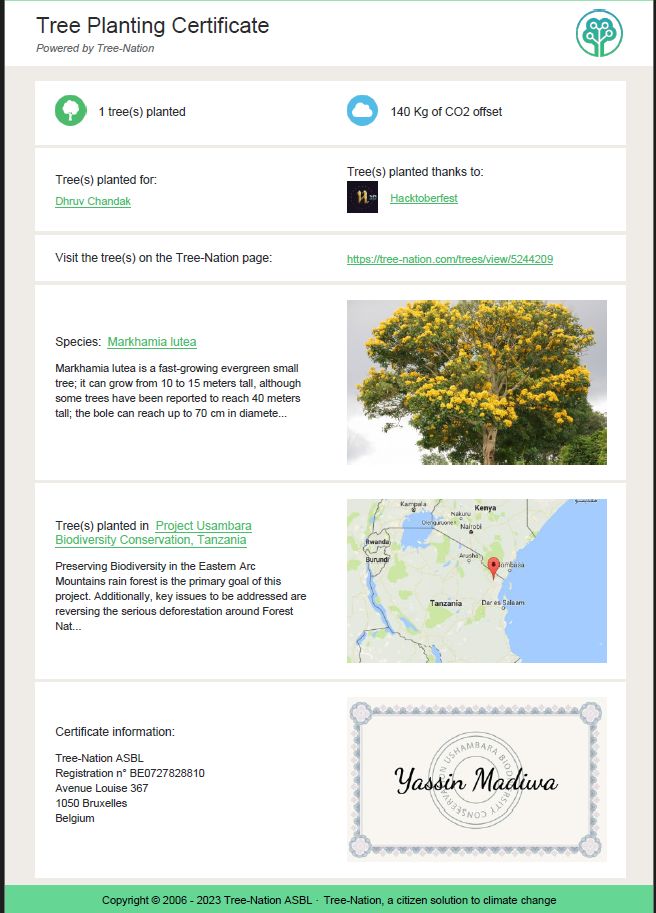 Tree Planting Certificate
Powered by Tree-Nation
1 tree(s) planted
140 Kg of CO2 offset
Tree(s) planted for:
Dhruv Chandak
Tree(s) planted thanks to:
Hacktoberfest
Visit the tree(s) on the Tree-Nation page:
https://tree-nation.com/trees/view/5244209
Species: Markhamia lutea
Markhamia lutea is a fast-growing evergreen small
tree; it can grow from 10 to 15 meters tall, although
some trees have been reported to reach 40 meters
tall; the bole can reach up to 70 cm in diamete...
Tree(s) planted in Project Usambara
Biodiversity Conservation, Tanzania
Preserving Biodiversity in the Eastern Arc
Mountains rain forest is the primary goal of this
project. Additionally, key issues to be addressed are
reversing the serious deforestation around Forest
Nat...
Kampala
Kenya
Nakuru
Olenguruone
Nairobi
Rwanda
Burundi
Arusha
Mombasa
Tanzania
Dar es Salaam
Certificate information:
Tree-Nation ASBL
Registration n° BE0727828810
Avenue Louise 367
1050 Bruxelles
Belgium
USHAMBARA BIODIVERSITY CONSERVATION
Yassin Madiwa
Copyright © 2006 - 2023 Tree-Nation ASBL · Tree-Nation, a citizen solution to climate change